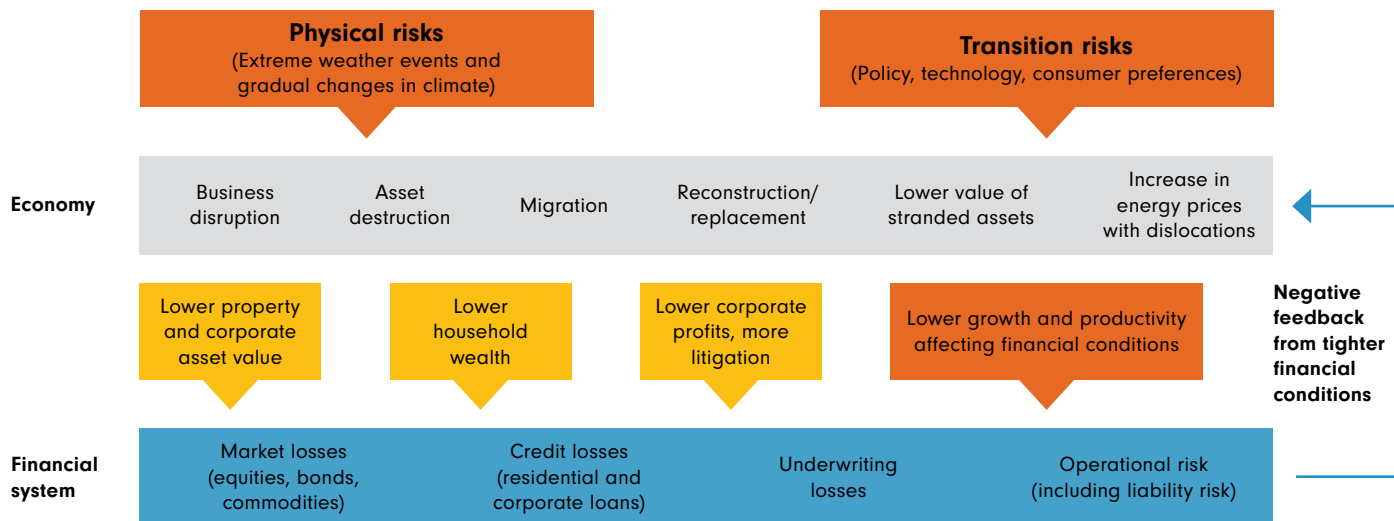 Physical risks
(Extreme weather events and
gradual changes in climate)
Transition risks
(Policy, technology, consumer preferences)
Economy
Business
disruption
Asset
destruction
Migration
Reconstruction/
replacement
Lower value of
stranded assets
Increase in
energy prices
with dislocations
Lower property
and corporate
asset value
Lower
household
wealth
Lower corporate
profits, more
litigation
Lower growth and productivity
affecting financial conditions
Negative
feedback
from tighter
financial
conditions
Financial
system
Market losses
(equities, bonds,
commodities)
Credit losses
(residential and
corporate loans)
Underwriting
losses
Operational risk
(including liability risk)